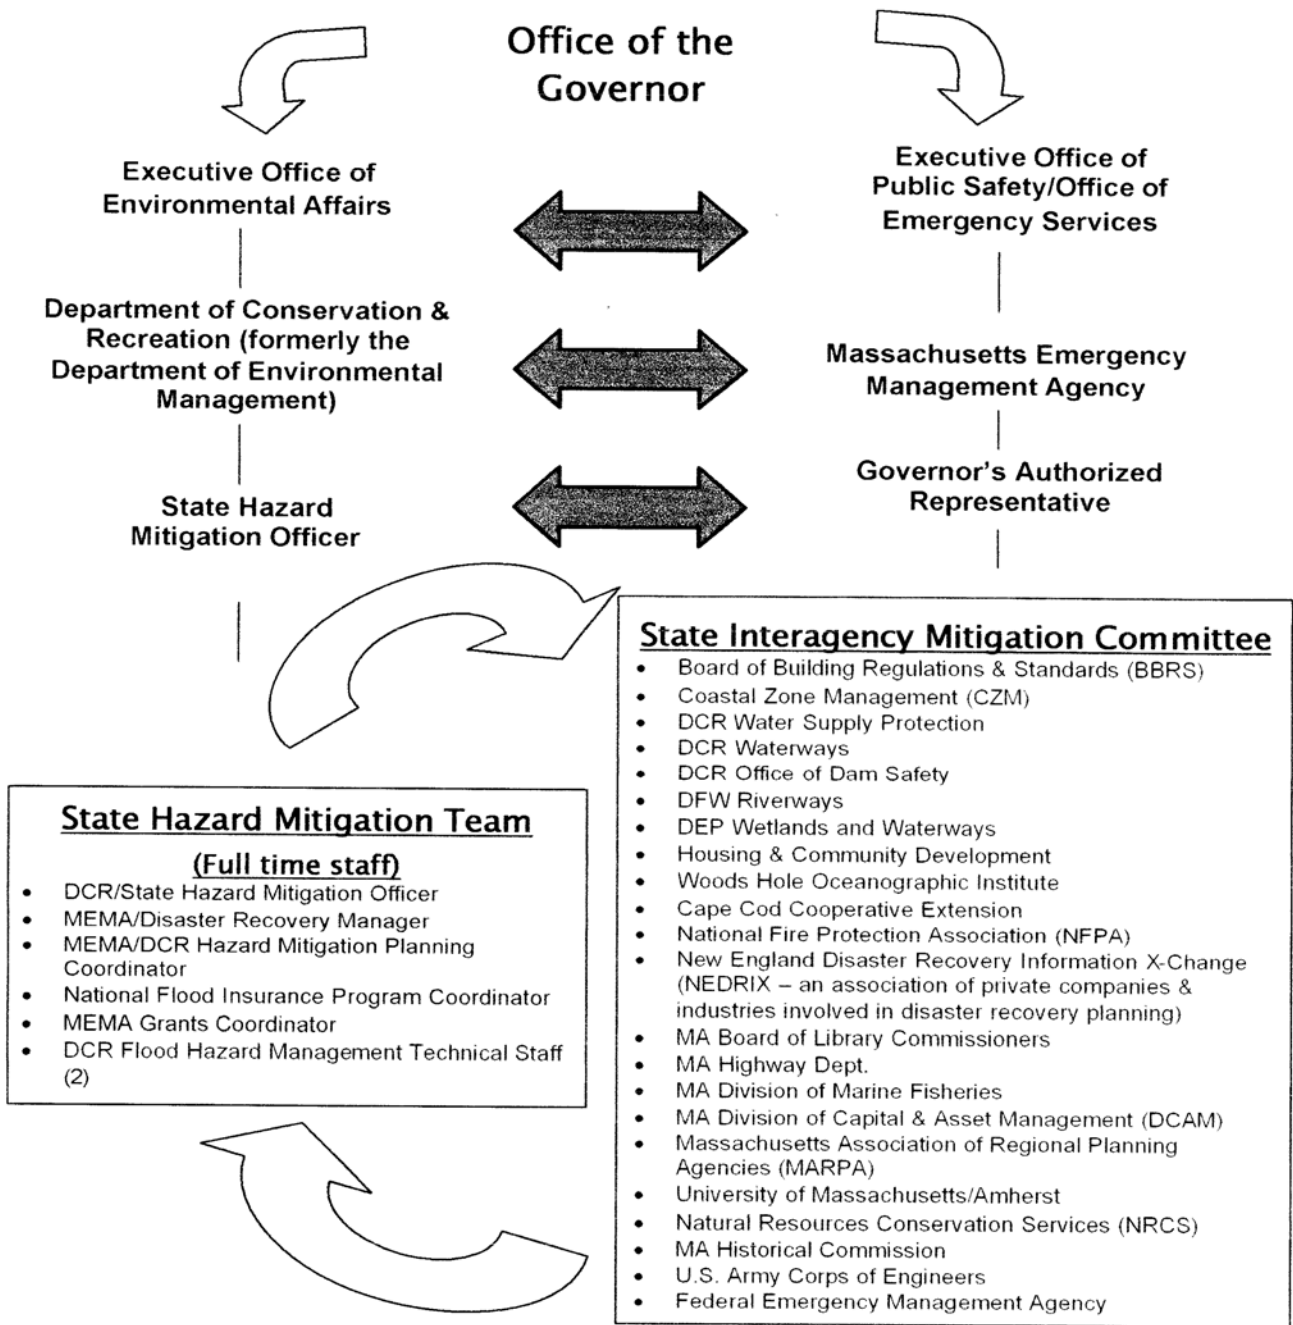 Office of the
Governor
Executive Office of
Environmental Affairs
Executive Office of
Public Safety/Office of
Emergency Services
Department of Conservation &
Recreation (formerly the
Department of Environmental
Management)
Massachusetts Emergency
Management Agency
State Hazard
Mitigation Officer
Governor's Authorized
Representative
State Hazard Mitigation Team
(Full time staff)
• DCR/State Hazard Mitigation Officer
• MEMA/Disaster Recovery Manager
• MEMA/DCR Hazard Mitigation Planning
Coordinator
• National Flood Insurance Program Coordinator
• MEMA Grants Coordinator
• DCR Flood Hazard Management Technical Staff
(2)
State Interagency Mitigation Committee
• Board of Building Regulations & Standards (BBRS)
• Coastal Zone Management (CZM)
• DCR Water Supply Protection
• DCR Waterways
• DCR Office of Dam Safety
• DFW Riverways
• DEP Wetlands and Waterways
• Housing & Community Development
• Woods Hole Oceanographic Institute
• Cape Cod Cooperative Extension
• National Fire Protection Association (NFPA)
• New England Disaster Recovery Information X-Change
(NEDRIX – an association of private companies &
industries involved in disaster recovery planning)
• MA Board of Library Commissioners
• MA Highway Dept.
• MA Division of Marine Fisheries
• MA Division of Capital & Asset Management (DCAM)
• Massachusetts Association of Regional Planning
Agencies (MARPA)
• University of Massachusetts/Amherst
• Natural Resources Conservation Services (NRCS)
• MA Historical Commission
• U.S. Army Corps of Engineers
• Federal Emergency Management Agency